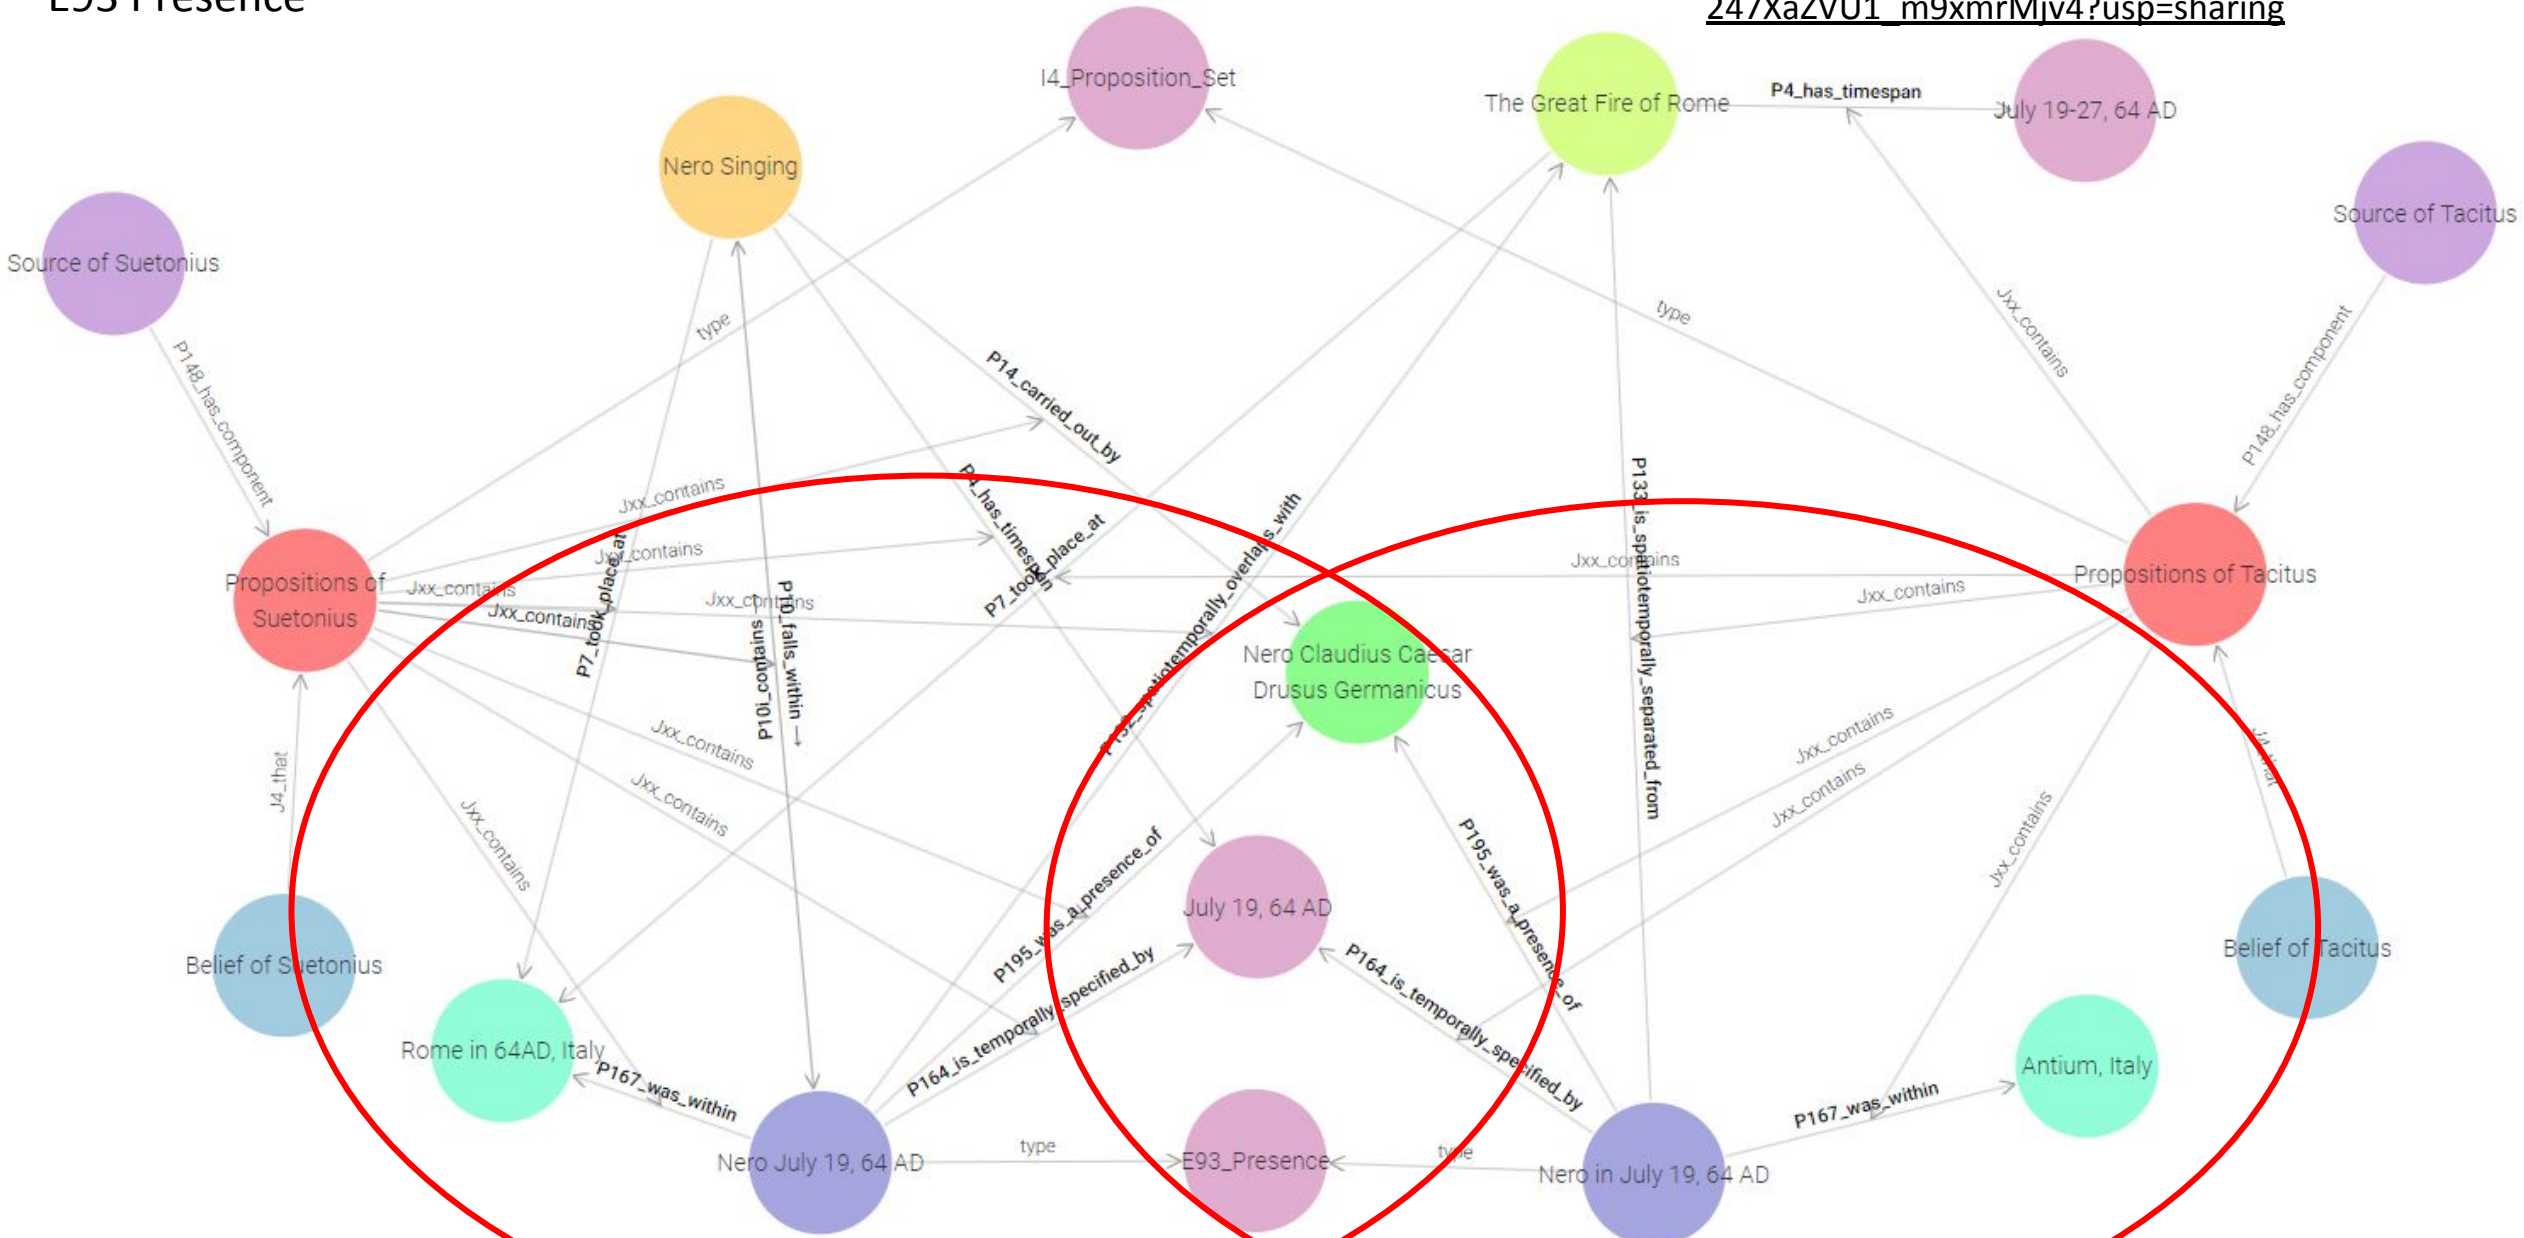 E93 Presence
247XaZVU1_m9xmrMjv4?usp=sharing
I4_Proposition_Set
The Great Fire of Rome
P4_has_timespan
July 19-27, 64 AD
Nero Singing
Source of Suetonius
Source of Tacitus
type
type
Jxx_contains
P148_has_component
P148_has_component
P14_carried_out_by
Jxx_contains
P4_has_timespan
P7_took_place_at
P132_spatiotemporally_overlaps_with
P133_is_spatiotemporally_separated_from
Jxx_contains
Jxx_contains
Jxx_contains
Propositions of
Suetonius
Jxx_contains
Jxx_contains
Jxx_contains
P7_took_place_at
P10_falls_within →
← P10i_contains
Propositions of Tacitus
Nero Claudius Caesar
Drusus Germanicus
J4_that
Jxx_contains
Jxx_contains
Jxx_contains
Jxx_contains
Jxx_contains
Jxx_contains
J4_that
P195_was_a_presence_of
P195_was_a_presence_of
July 19, 64 AD
Belief of Suetonius
Belief of Tacitus
P164_is_temporally_specified_by
P164_is_temporally_specified_by
Rome in 64AD, Italy
P167_was_within
Antium, Italy
P167_was_within
Nero July 19, 64 AD
type
E93_Presence
type
Nero in July 19, 64 AD